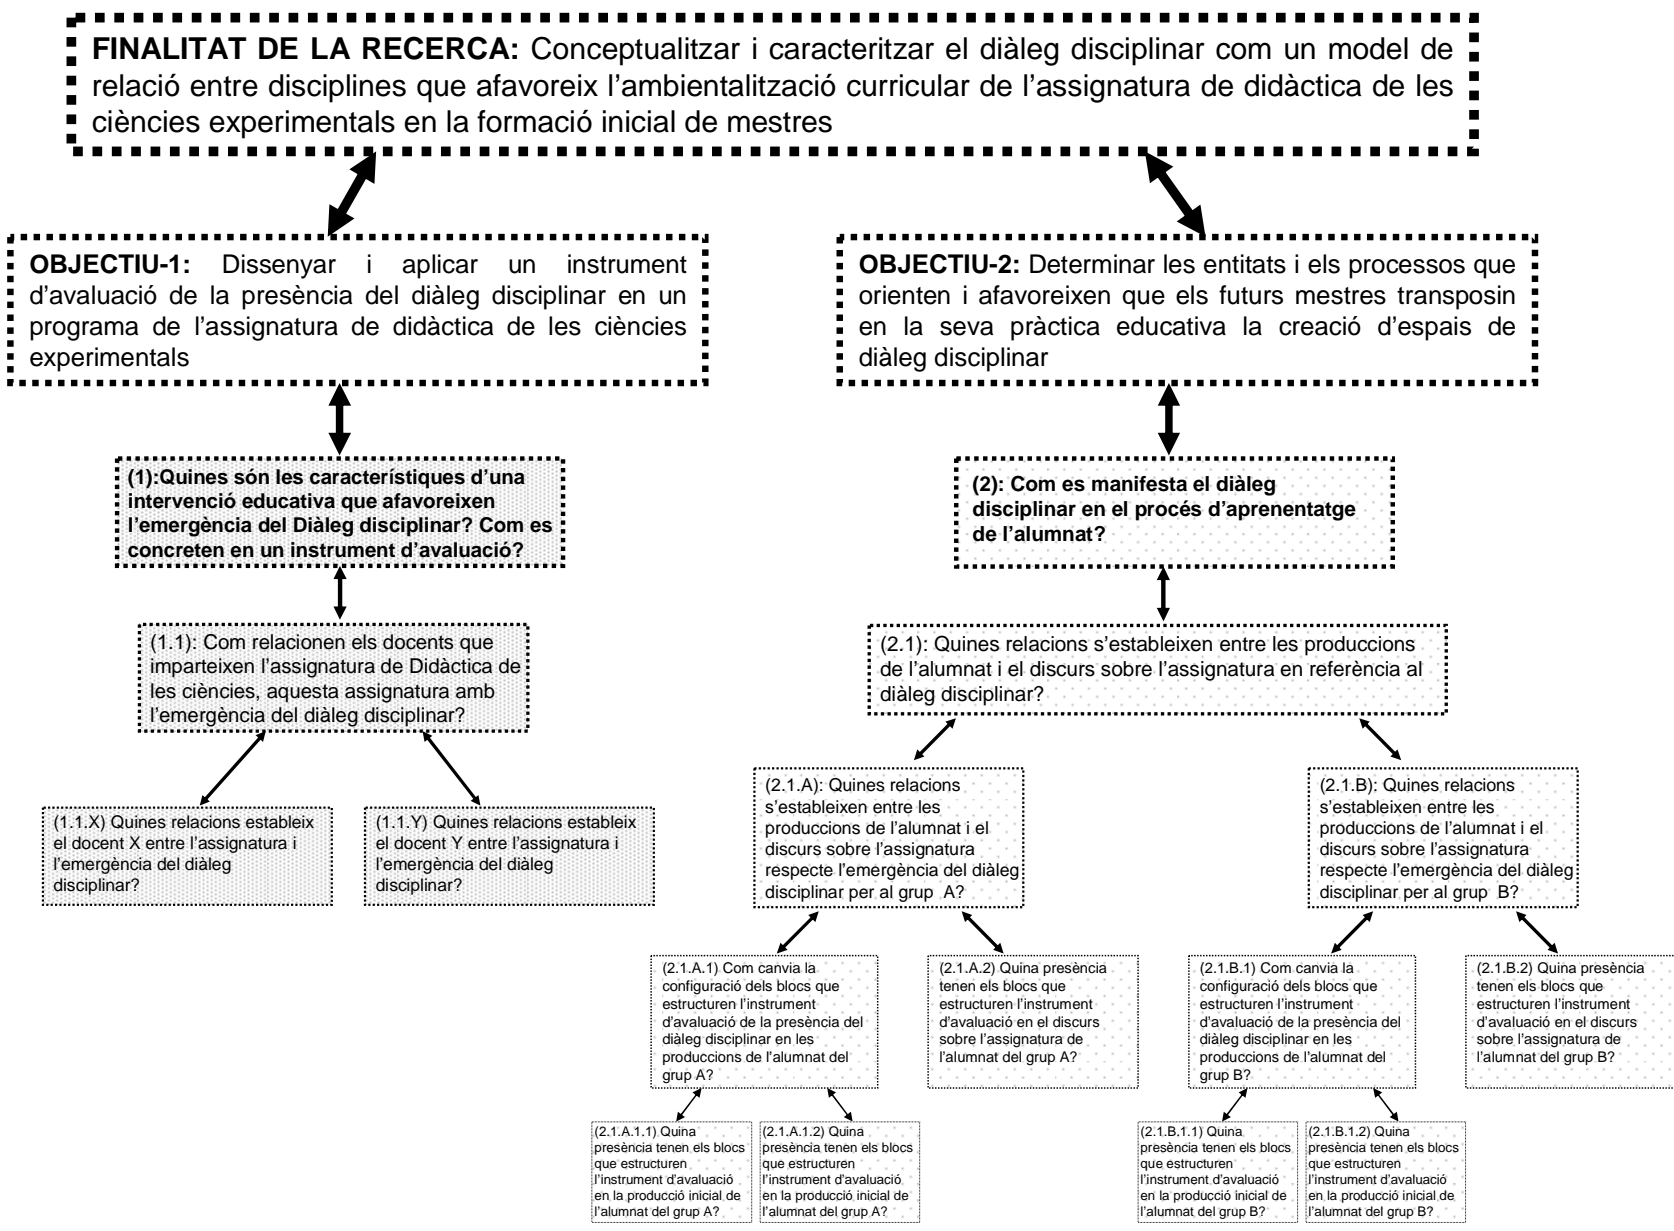 FINALITAT DE LA RECERCA: Conceptualitzar i caracteritzar el diàleg disciplinar com un model de
relació entre disciplines que afavoreix l’ambientalització curricular de l’assignatura de didàctica de les
ciències experimentals en la formació inicial de mestres
OBJECTIU-1: Dissenyar i aplicar un instrument
d’avaluació de la presència del diàleg disciplinar en un
programa de l’assignatura de didàctica de les ciències
experimentals
OBJECTIU-2: Determinar les entitats i els processos que
orienten i afavoreixen que els futurs mestres transposin
en la seva pràctica educativa la creació d’espais de
diàleg disciplinar
(1):Quines són les característiques d’una
intervenció educativa que afavoreixen
l’emergència del Diàleg disciplinar? Com es
concreten en un instrument d’avaluació?
(2): Com es manifesta el diàleg
disciplinar en el procés d’aprenentatge
de l’alumnat?
(1.1): Com relacionen els docents que
imparteixen l’assignatura de Didàctica de
les ciències, aquesta assignatura amb
l’emergència del diàleg disciplinar?
(2.1): Quines relacions s’estableixen entre les produccions
de l’alumnat i el discurs sobre l’assignatura en referència al
diàleg disciplinar?
(1.1.X) Quines relacions estableix
el docent X entre l’assignatura i
l’emergència del diàleg
disciplinar?
(1.1.Y) Quines relacions estableix
el docent Y entre l’assignatura i
l’emergència del diàleg
disciplinar?
(2.1.A): Quines relacions
s’estableixen entre les
produccions de l’alumnat i el
discurs sobre l’assignatura
respecte l’emergència del diàleg
disciplinar per al grup A?
(2.1.B): Quines relacions
s’estableixen entre les
produccions de l’alumnat i el
discurs sobre l’assignatura
respecte l’emergència del diàleg
disciplinar per al grup B?
(2.1.A.1) Com canvia la
configuració dels blocs que
estructuren l’instrument
d’avaluació de la presència del
diàleg disciplinar en les
produccions de l’alumnat del
grup A?
(2.1.A.2) Quina presència
tenen els blocs que
estructuren l’instrument
d’avaluació en el discurs
sobre l’assignatura de
l’alumnat del grup A?
(2.1.B.1) Com canvia la
configuració dels blocs que
estructuren l’instrument
d’avaluació de la presència del
diàleg disciplinar en les
produccions de l’alumnat del
grup B?
(2.1.B.2) Quina presència
tenen els blocs que
estructuren l’instrument
d’avaluació en el discurs
sobre l’assignatura de
l’alumnat del grup B?
(2.1.A.1.1) Quina
presència tenen els blocs
que estructuren
l’instrument d’avaluació
en la producció inicial de
l’alumnat del grup A?
(2.1.A.1.2) Quina
presència tenen els blocs
que estructuren
l’instrument d’avaluació
en la producció inicial de
l’alumnat del grup A?
(2.1.B.1.1) Quina
presència tenen els blocs
que estructuren
l’instrument d’avaluació
en la producció inicial de
l’alumnat del grup B?
(2.1.B.1.2) Quina
presència tenen els blocs
que estructuren
l’instrument d’avaluació
en la producció inicial de
l’alumnat del grup B?